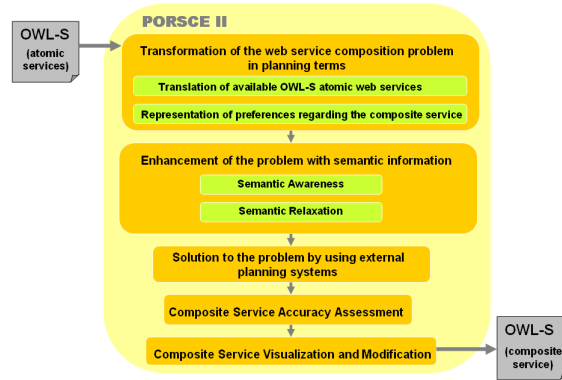 PORSCE II
OWL-S
(atomic
services)
Transformation of the web service composition problem
in planning terms
Translation of available OWL-S atomic web services
Representation of preferences regarding the composite service
Enhancement of the problem with semantic information
Semantic Awareness
Semantic Relaxation
Solution to the problem by using external
planning systems
Composite Service Accuracy Assessment
Composite Service Visualization and Modification
OWL-S
(composite
service)